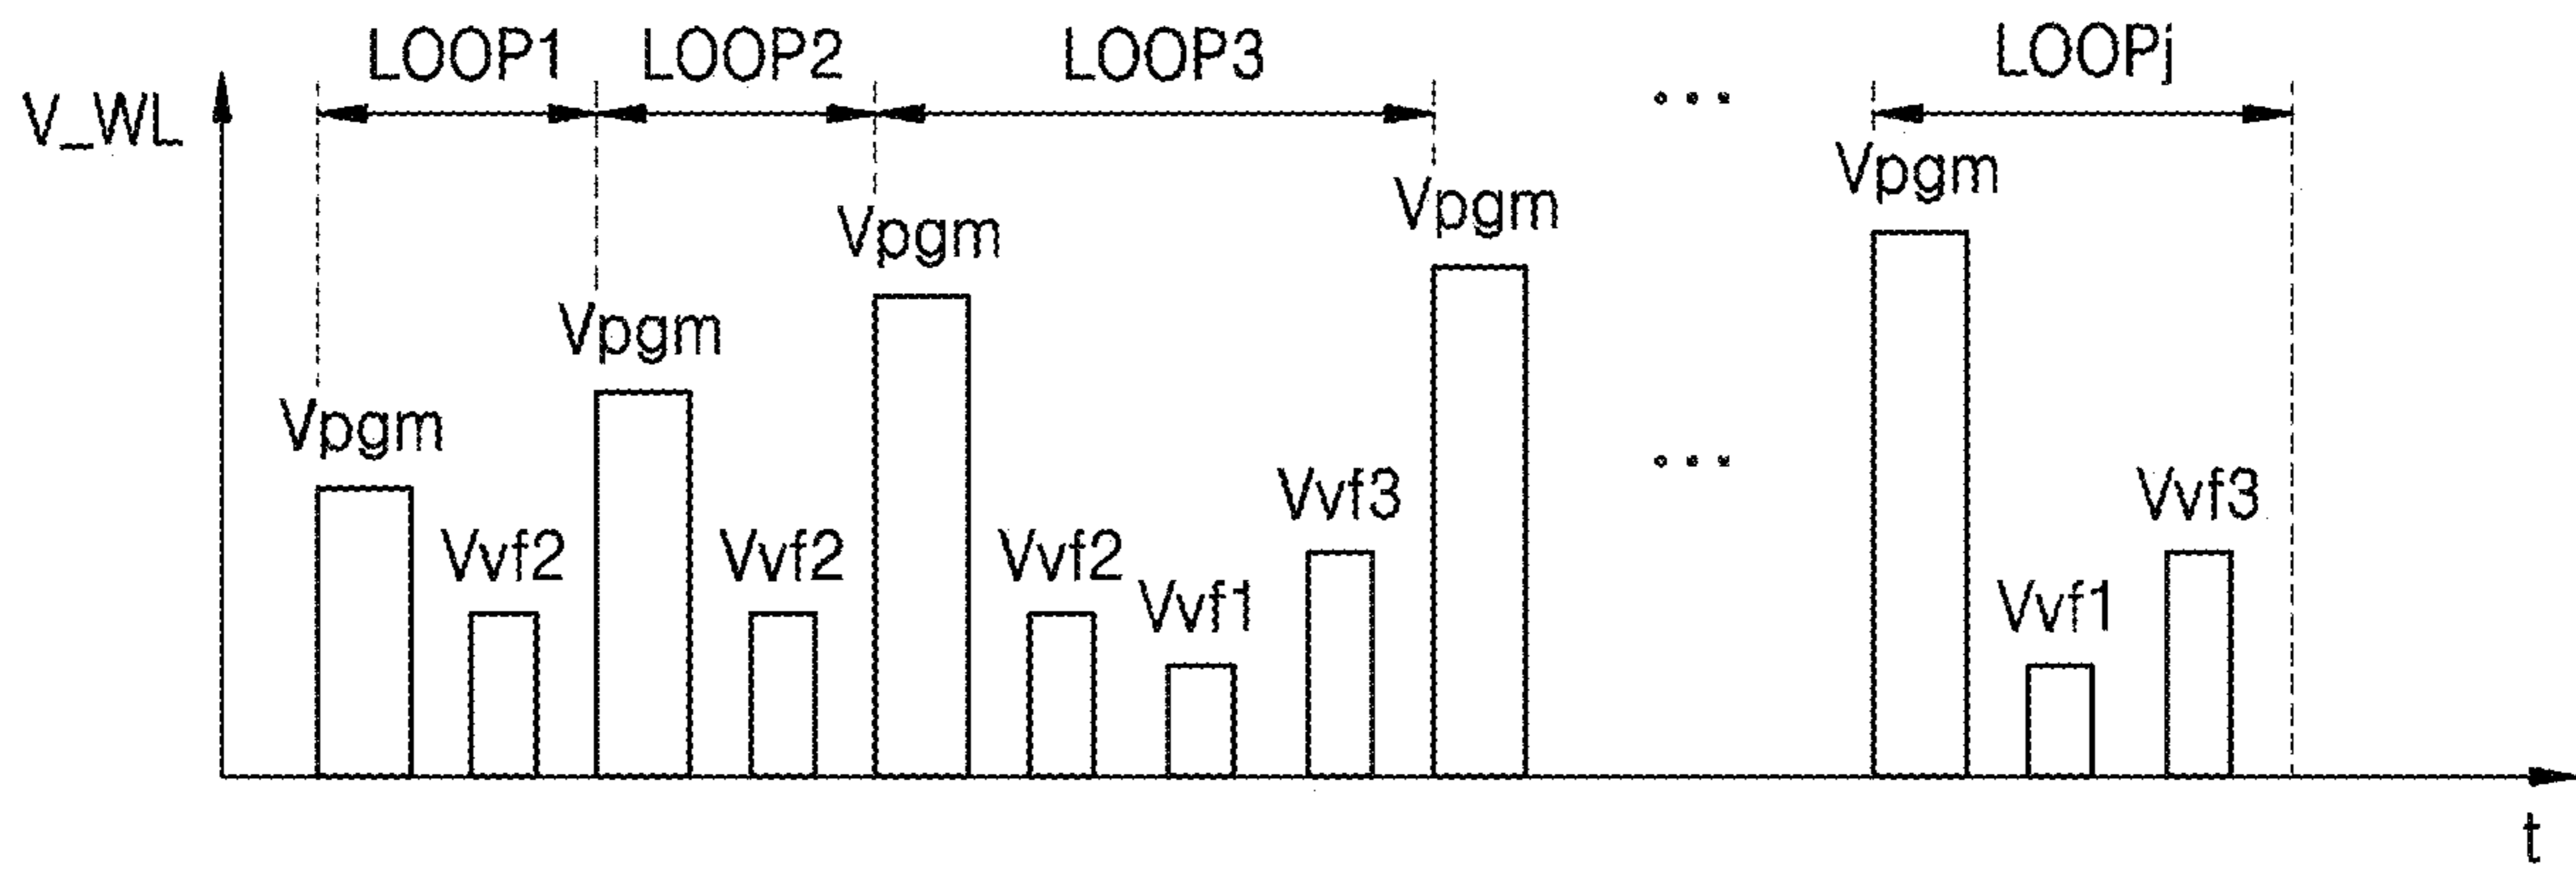 LOOP1 LOOP2 LOOP3 ... LOOPj
V_WL
Vpgm
Vpgm
Vpgm
Vpgm
Vpgm
...
Vvf3 Vvf3
Vvf2 Vvf2 Vvf2
Vvf1 Vvf1
t